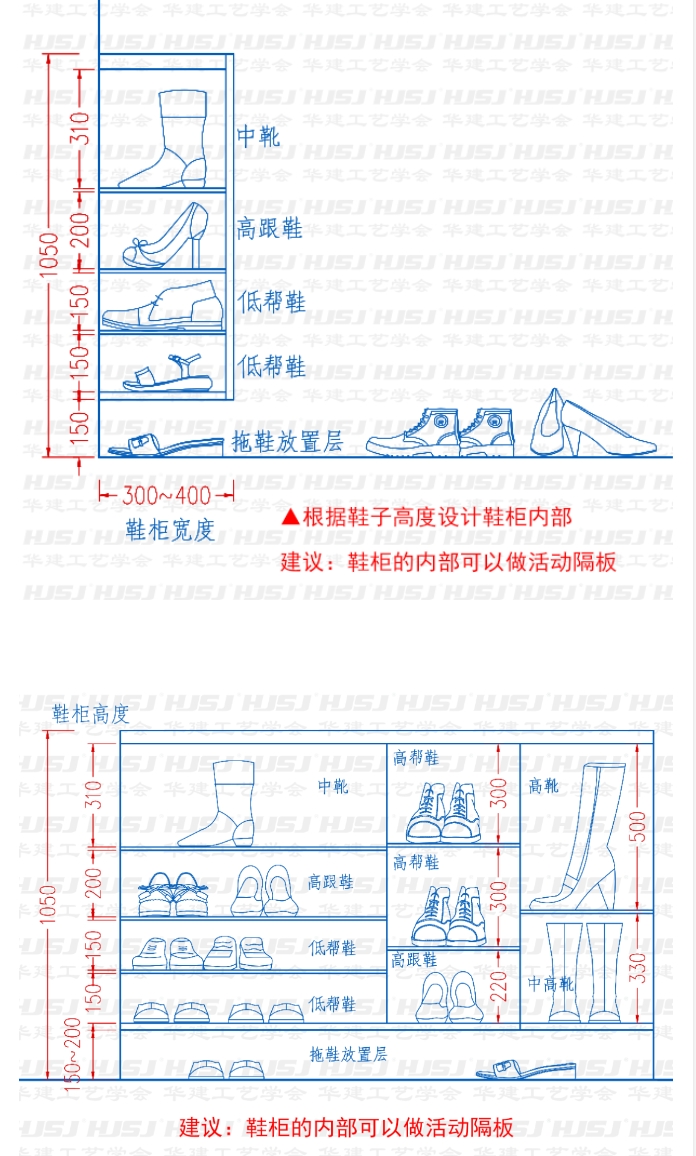 310
中靴
200
高跟鞋
1050
150
低帮鞋
150
低帮鞋
150
拖鞋放置层
300~400
鞋柜宽度
▲根据鞋子高度设计鞋柜内部
建议：鞋柜的内部可以做活动隔板
鞋柜高度
310
中靴
高帮鞋
300
高靴
500
1050
200
高跟鞋
高帮鞋
300
150
低帮鞋
高跟鞋
220
中高靴
330
150
低帮鞋
150~200
拖鞋放置层
建议：鞋柜的内部可以做活动隔板
HJSJ
华建工艺学会